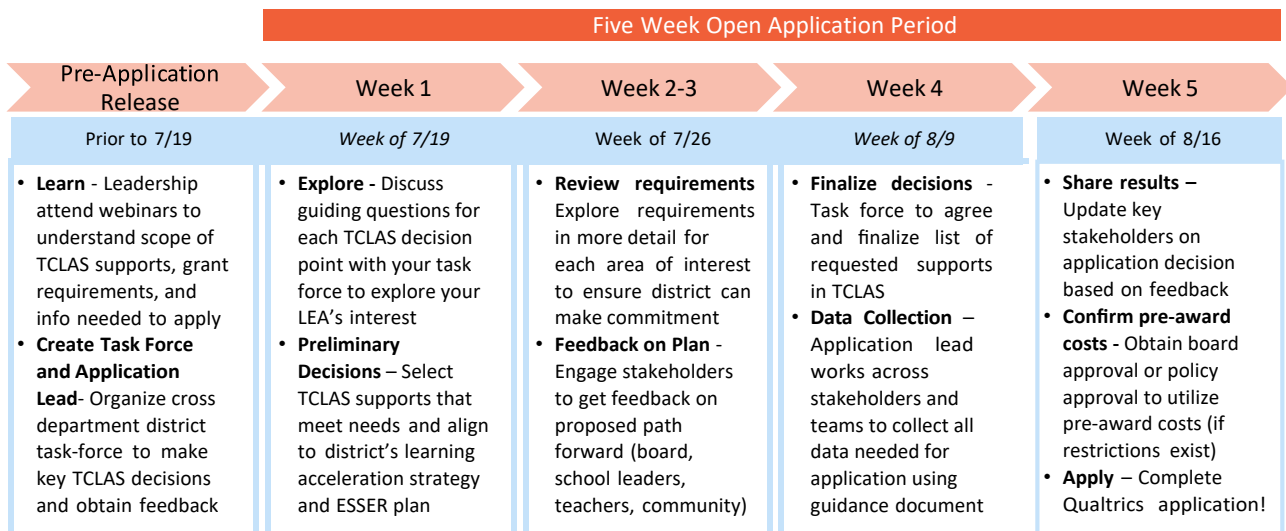 Five Week Open Application Period
Pre-Application
Release
Week 1
Week 2-3
Week 4
Week 5
Prior to 7/19
Week of 7/19
Week of 7/26
Week of 8/9
Week of 8/16
• Learn - Leadership
attend webinars to
understand scope of
TCLAS supports, grant
requirements, and
info needed to apply
• Create Task Force
and Application
Lead- Organize cross
department district
task-force to make
key TCLAS decisions
and obtain feedback
• Explore - Discuss
guiding questions for
each TCLAS decision
point with your task
force to explore your
LEA's interest
• Preliminary
Decisions – Select
TCLAS supports that
meet needs and align
to district's learning
acceleration strategy
and ESSER plan
• Review requirements
Explore requirements
in more detail for
each area of interest
to ensure district can
make commitment
• Feedback on Plan -
Engage stakeholders
to get feedback on
proposed path
forward (board,
school leaders,
teachers, community)
• Finalize decisions -
Task force to agree
and finalize list of
requested supports
in TCLAS
• Data Collection –
Application lead
works across
stakeholders and
teams to collect all
data needed for
application using
guidance document
• Share results –
Update key
stakeholders on
application decision
based on feedback
• Confirm pre-award
costs - Obtain board
approval or policy
approval to utilize
pre-award costs (if
restrictions exist)
• Apply – Complete
Qualtrics application!